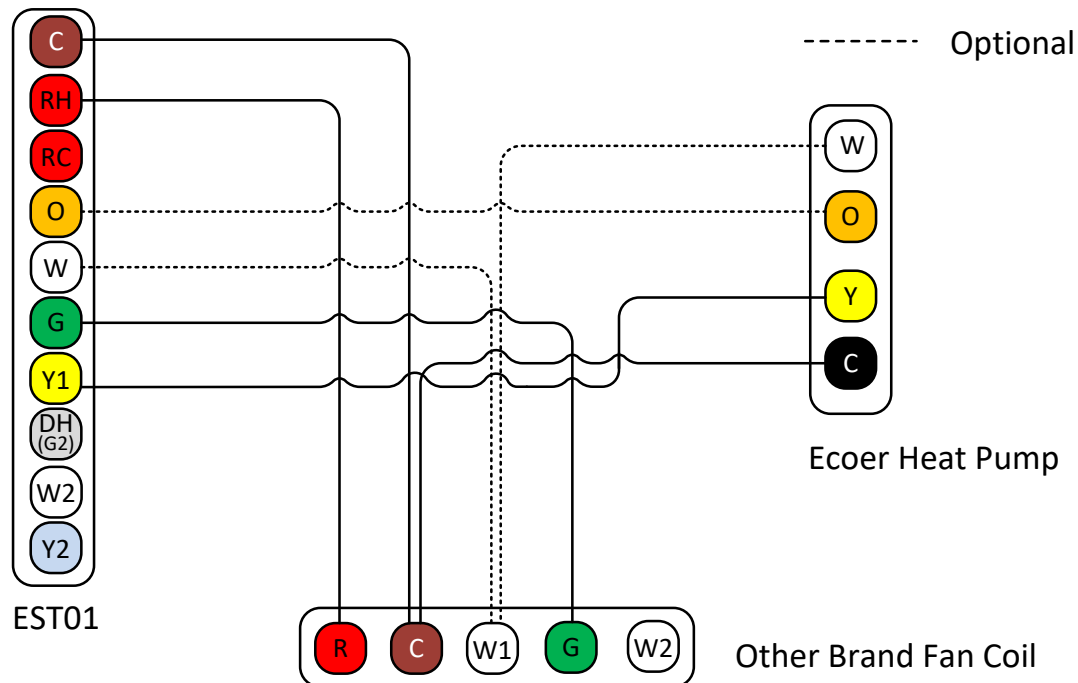 C
RH
RC
O
W
G
Y1
DH
(G2)
W2
Y2
EST01
Optional
W
O
Y
C
Ecoer Heat Pump
R
C
W1
G
W2
Other Brand Fan Coil